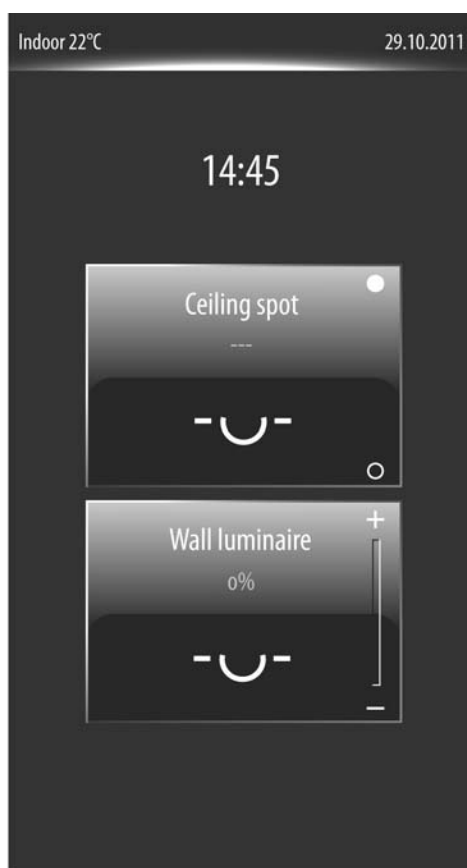 Indoor 22°C
29.10.2011
14:45
Ceiling spot
---
Wall luminaire
0%
+
−